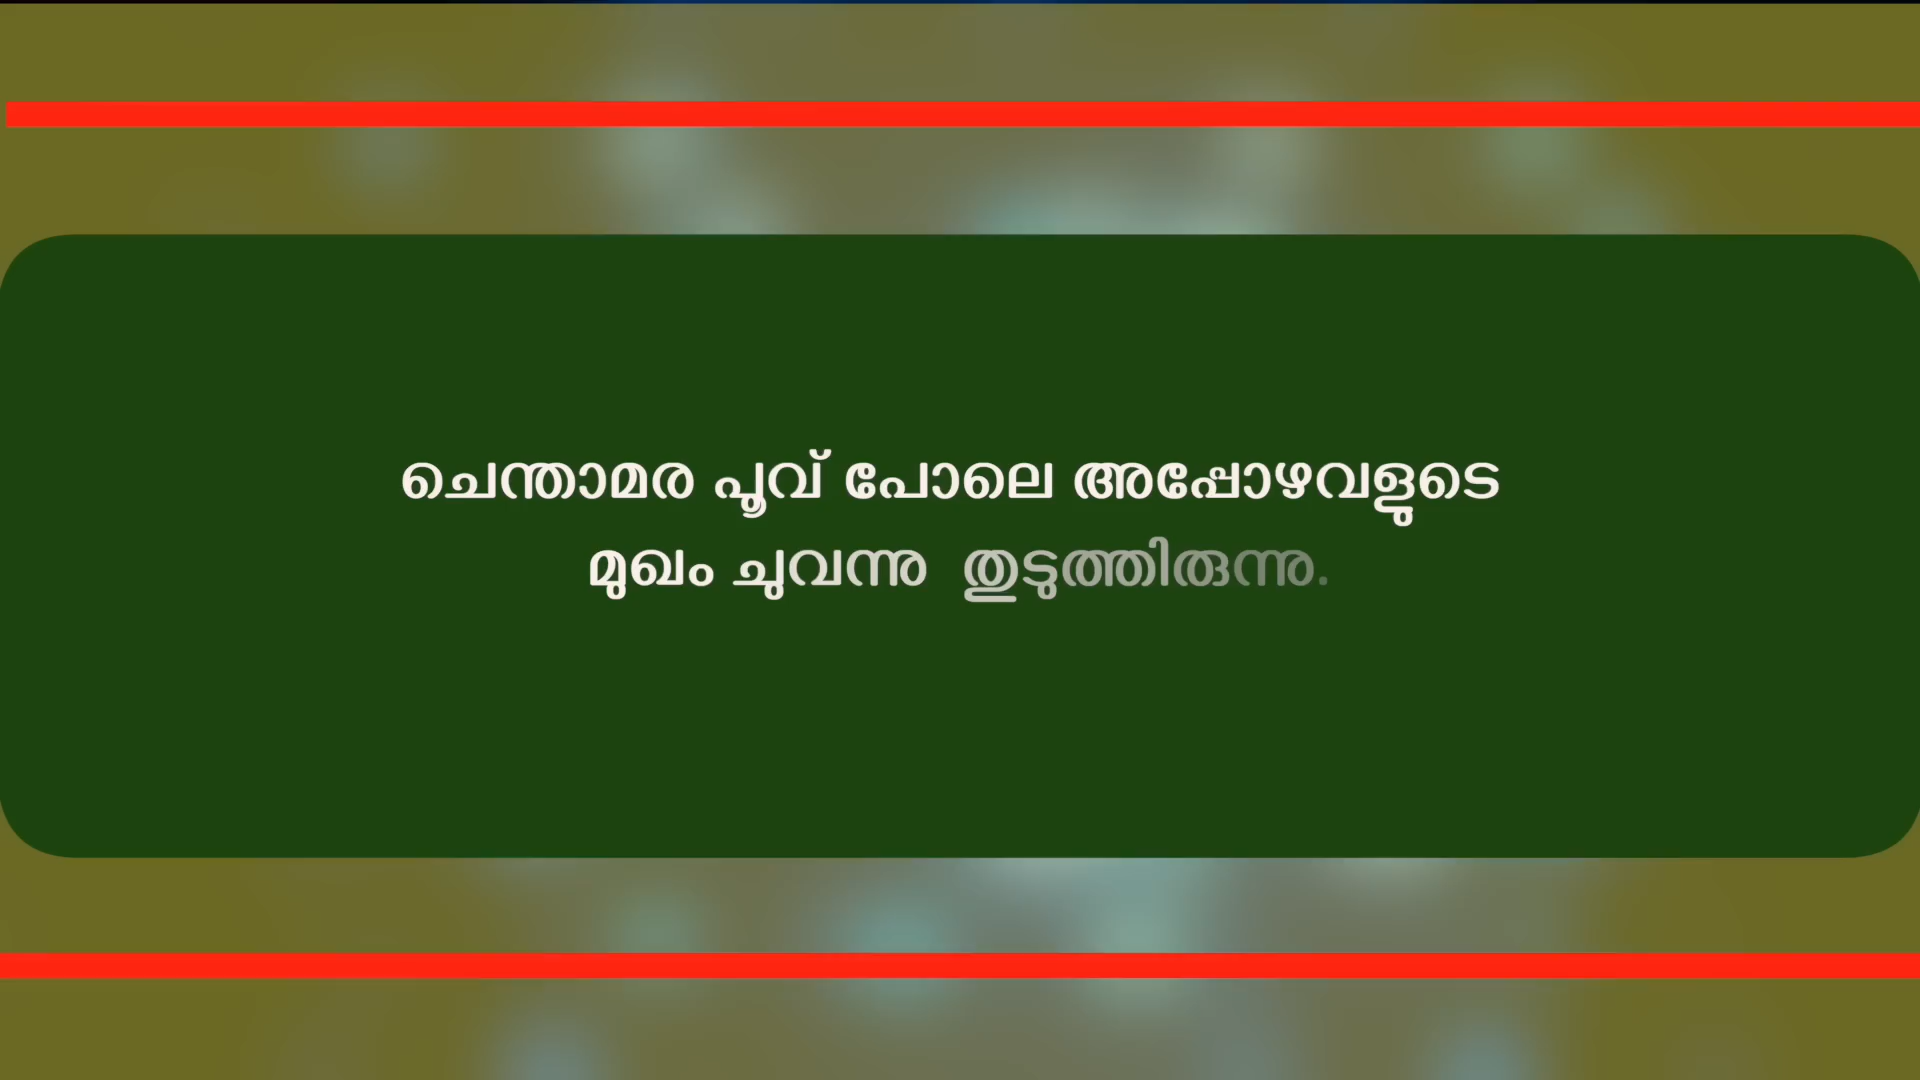 ചെന്താമര പൂവ് പോലെ അപ്പോഴവളുടെ
മുഖം ചുവന്നു  തുടുത്തിരുന്നു.